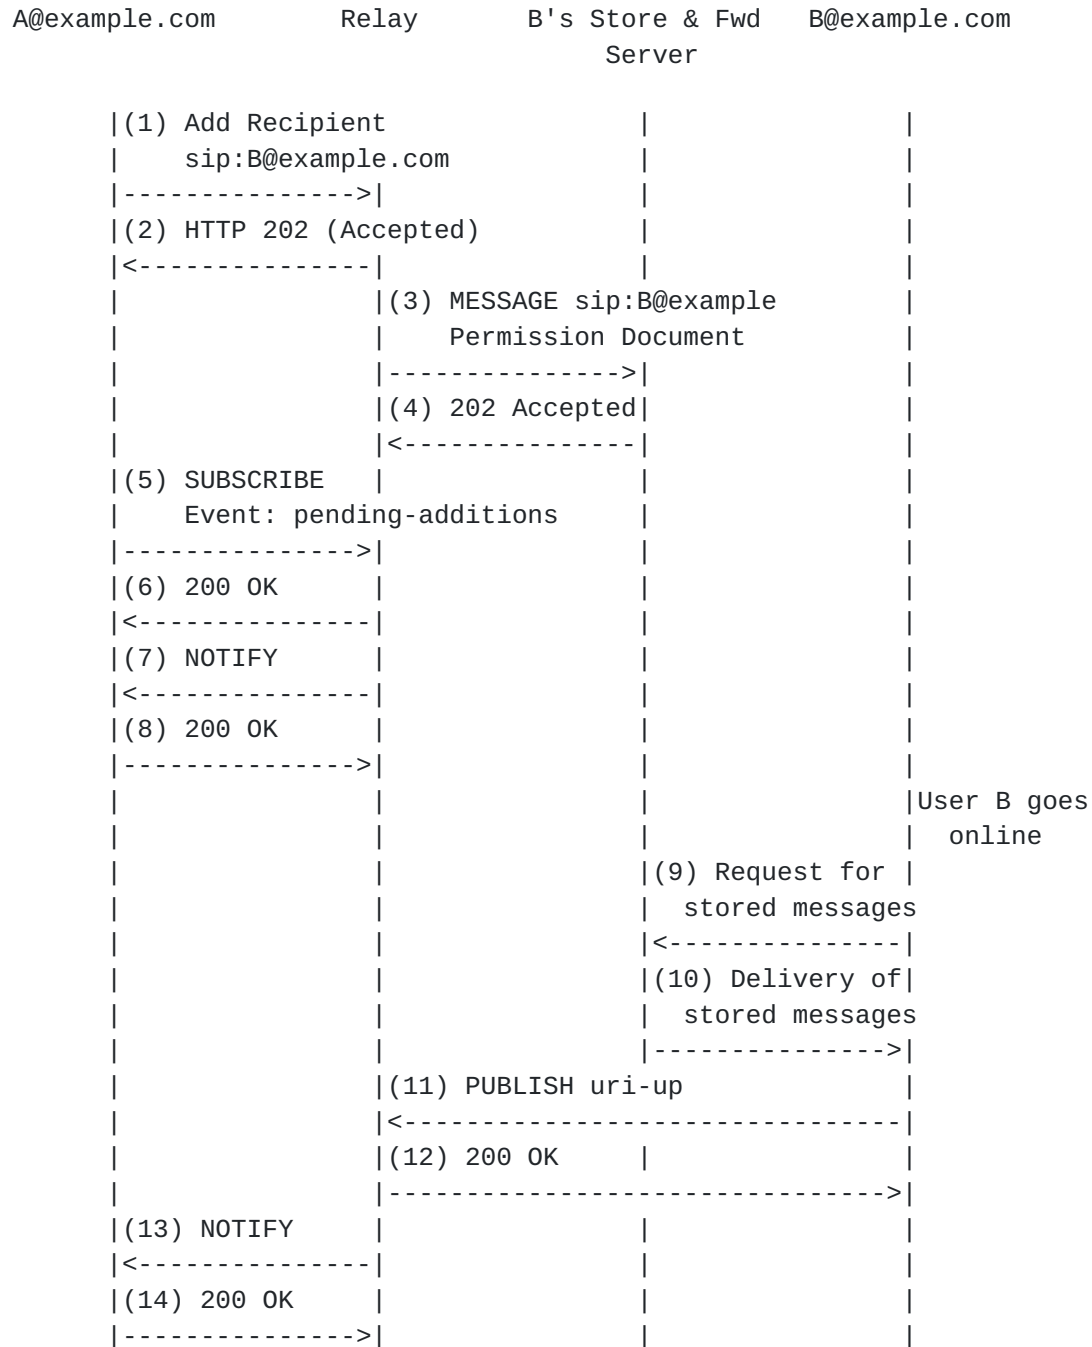 A@example.com        Relay       B's Store & Fwd   B@example.com
                                      Server

      |(1) Add Recipient                |                |
      |    sip:B@example.com            |                |
      |--------------->|                |                |
      |(2) HTTP 202 (Accepted)          |                |
      |<---------------|                |                |
      |                |(3) MESSAGE sip:B@example        |
      |                |    Permission Document          |
      |                |--------------->|                |
      |                |(4) 202 Accepted|                |
      |                |<---------------|                |
      |(5) SUBSCRIBE   |                |                |
      |    Event: pending-additions     |                |
      |--------------->|                |                |
      |(6) 200 OK      |                |                |
      |<---------------|                |                |
      |(7) NOTIFY      |                |                |
      |<---------------|                |                |
      |(8) 200 OK      |                |                |
      |--------------->|                |                |
      |                |                |                |User B goes
      |                |                |                |  online
      |                |                |(9) Request for |
      |                |                |  stored messages
      |                |                |<---------------|
      |                |                |(10) Delivery of|
      |                |                |  stored messages
      |                |                |--------------->|
      |                |(11) PUBLISH uri-up              |
      |                |<--------------------------------|
      |                |(12) 200 OK     |                |
      |                |-------------------------------->|
      |(13) NOTIFY     |                |                |
      |<---------------|                |                |
      |(14) 200 OK     |                |                |
      |--------------->|                |                |